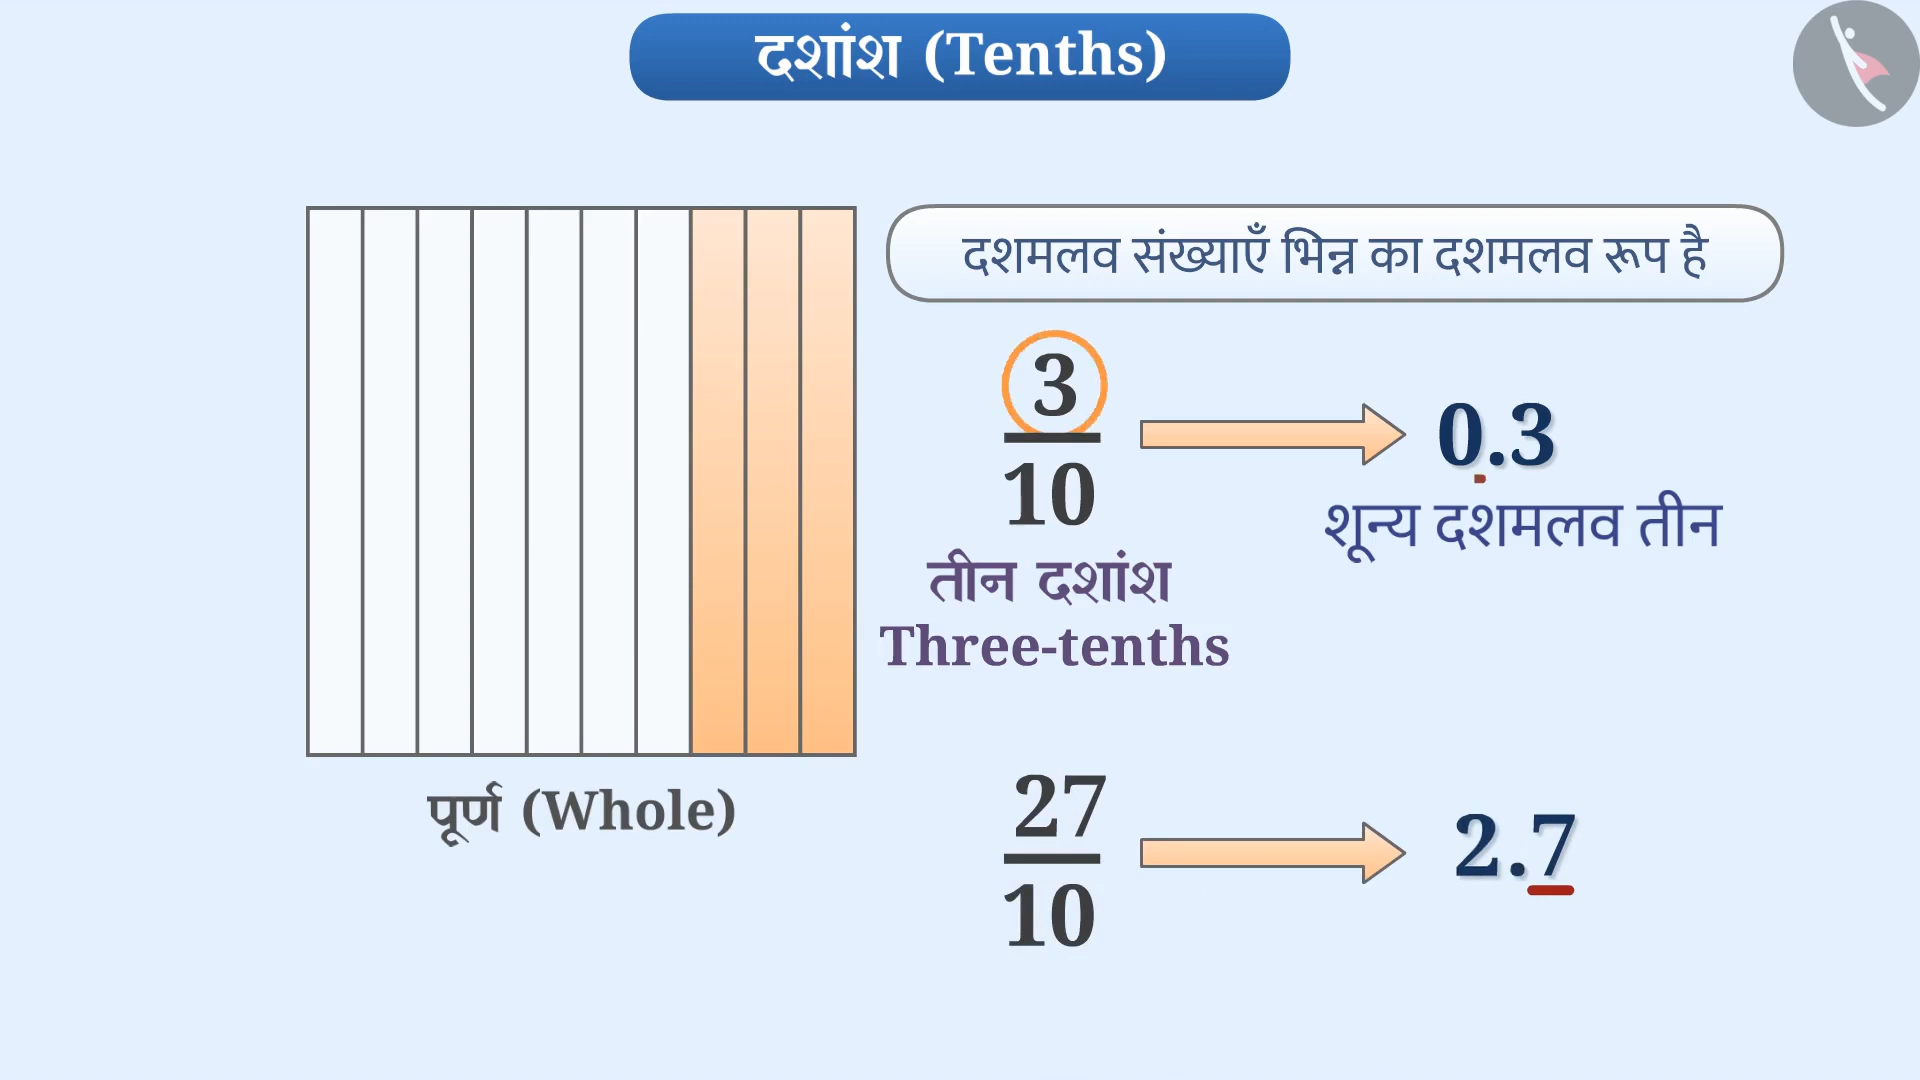 दशांश (Tenths)
दशमलव संख्याएँ भिन्न का दशमलव रूप है
3
10
0.3
शून्य दशमलव तीन
तीन दशांश
Three-tenths
पूर्ण (Whole)
27
10
2.7